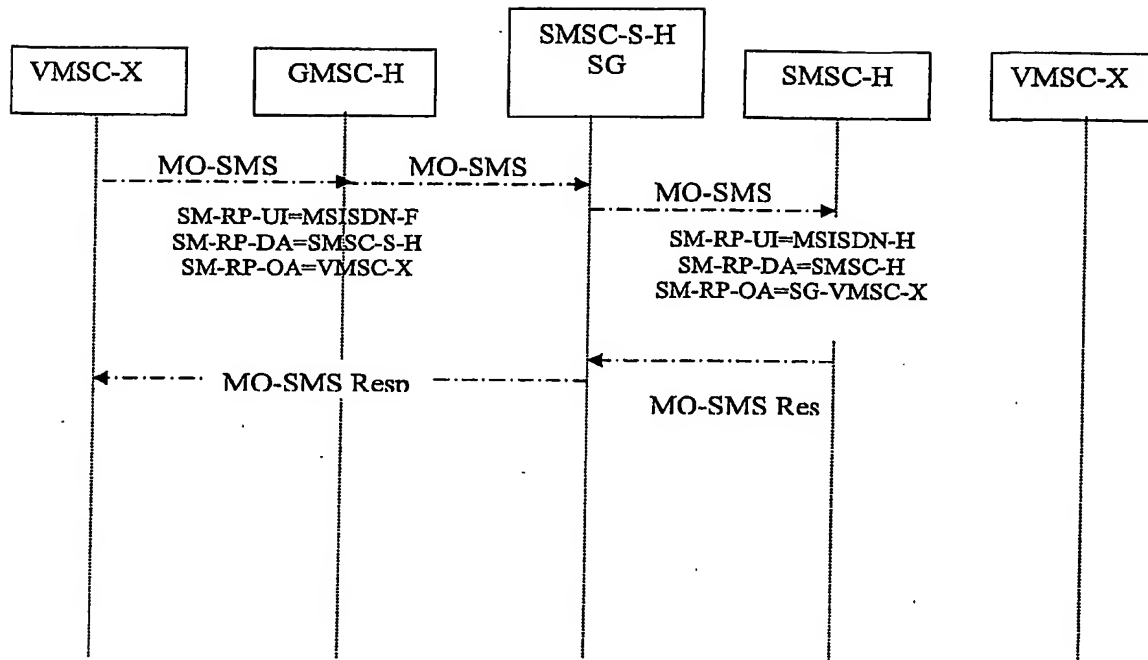 VMSC-X
GMSC-H
SMSC-S-H
SG
SMSC-H
VMSC-X
MO-SMS
MO-SMS
MO-SMS
SM-RP-UI=MSISDN-F
SM-RP-DA=SMSC-S-H
SM-RP-OA=VMSC-X
SM-RP-UI=MSISDN-H
SM-RP-DA=SMSC-H
SM-RP-OA=SG-VMSC-X
MO-SMS Resp
MO-SMS Res